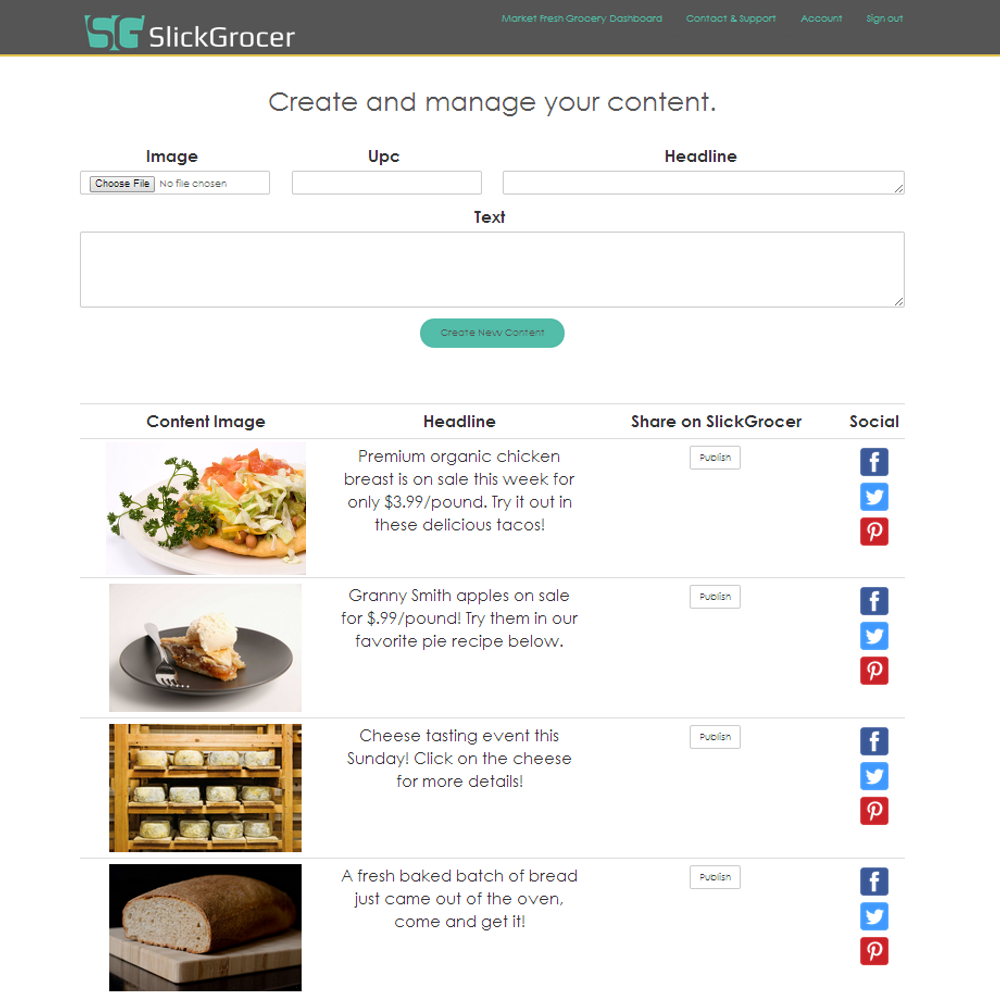 SG SlickGrocer
Market Fresh Grocery Dashboard Contact & Support Account Sign out
Create and manage your content.
Image Upc Headline
Choose File No file chosen
Text
Create New Content
Content Image Headline Share on SlickGrocer Social
Premium organic chicken
breast is on sale this week for
only $3.99/pound. Try it out in
these delicious tacos!
Publish
Granny Smith apples on sale
for $.99/pound! Try them in our
favorite pie recipe below.
Publish
Cheese tasting event this
Sunday! Click on the cheese
for more details!
Publish
A fresh baked batch of bread
just came out of the oven,
come and get it!
Publish